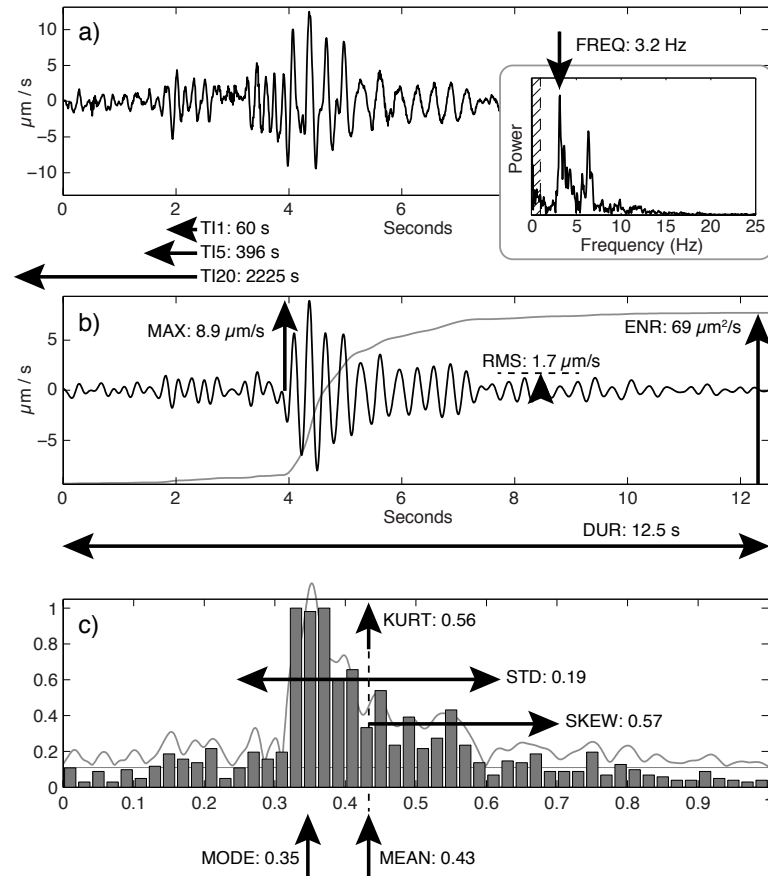 a)
FREQ: 3.2 Hz
10
5
0
−5
−10
µm / s
0 2 4 6
Seconds
Power
0 5 10 15 20 25
Frequency (Hz)
TI1: 60 s
TI5: 396 s
TI20: 2225 s
b)
MAX: 8.9 µm/s
ENR: 69 µm²/s
RMS: 1.7 µm/s
5
0
−5
µm / s
0 2 4 6 8 10 12
Seconds
DUR: 12.5 s
c)
KURT: 0.56
STD: 0.19
SKEW: 0.57
1
0.8
0.6
0.4
0.2
0
0 0.1 0.2 0.3 0.4 0.5 0.6 0.7 0.8 0.9 1
MODE: 0.35
MEAN: 0.43